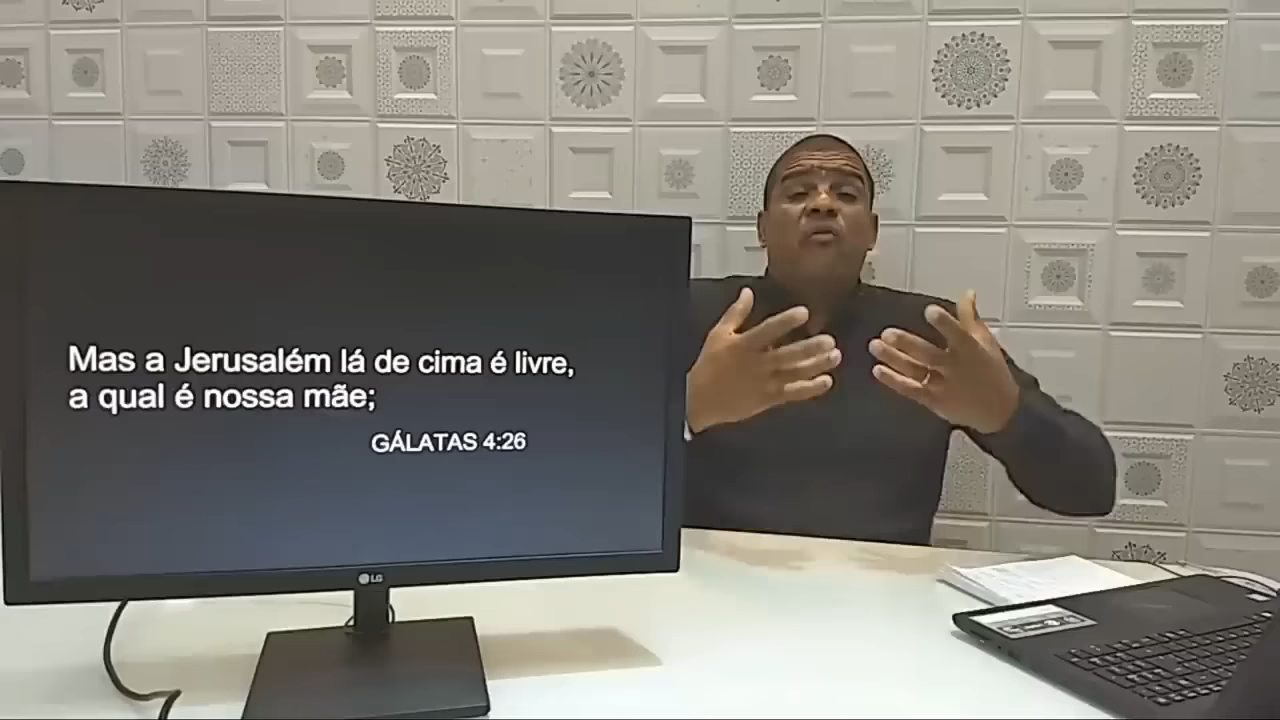 Mas a Jerusalém lá de cima é livre,
a qual é nossa mãe;
GÁLATAS 4:26
LG